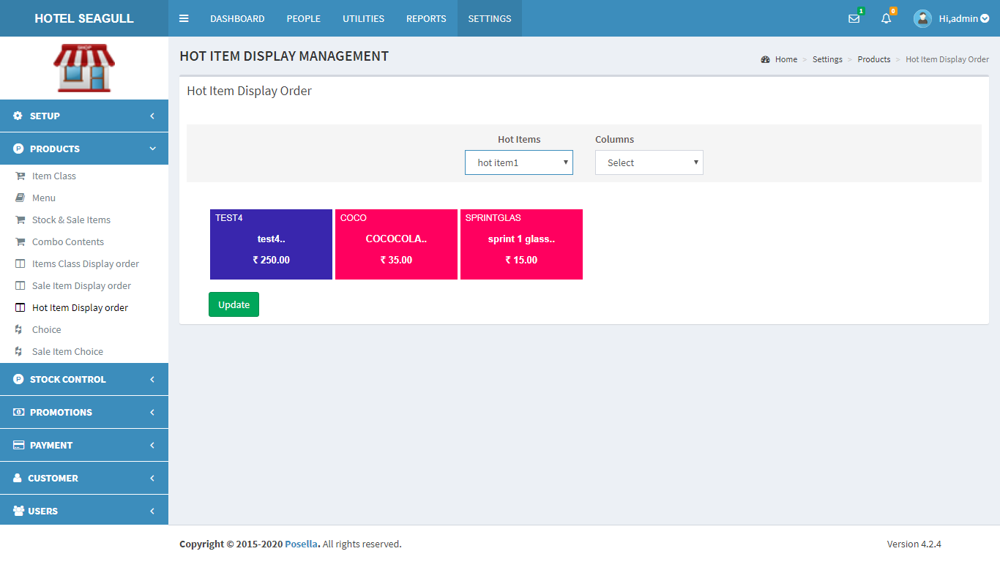 HOTEL SEAGULL
DASHBOARD PEOPLE UTILITIES REPORTS SETTINGS
1 0 Hi,admin
SHOP
HOT ITEM DISPLAY MANAGEMENT
Home > Settings > Products > Hot Item Display Order
Hot Item Display Order
SETUP
PRODUCTS
Item Class
Menu
Stock & Sale Items
Combo Contents
Items Class Display order
Sale Item Display order
Hot Item Display order
Choice
Sale Item Choice
STOCK CONTROL
PROMOTIONS
PAYMENT
CUSTOMER
USERS
Hot Items Columns
hot item1 Select
TEST4
test4..
₹ 250.00
COCO
COCOCOLA..
₹ 35.00
SPRINTGLAS
sprint 1 glass..
₹ 15.00
Update
Copyright © 2015-2020 Posella. All rights reserved.
Version 4.2.4